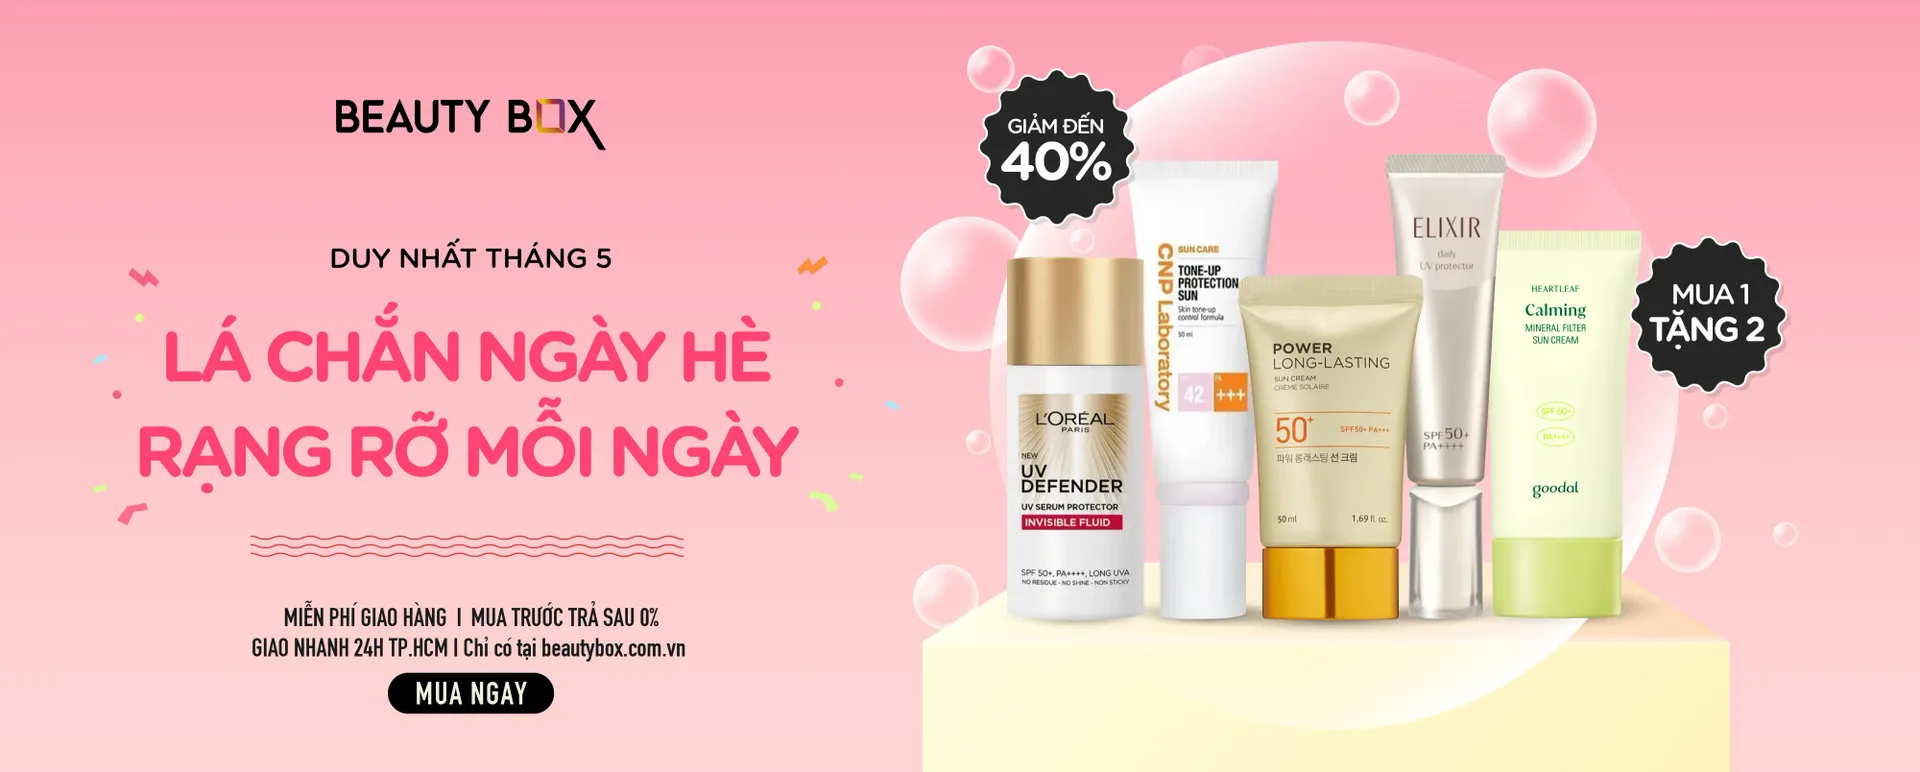 BEAUTY BOX
DUY NHẤT THÁNG 5
LÁ CHẮN NGÀY HÈ
RẠNG RỠ MỖI NGÀY
MIỄN PHÍ GIAO HÀNG I MUA TRƯỚC TRẢ SAU 0%
GIAO NHANH 24H TP.HCM I Chỉ có tại beautybox.com.vn
MUA NGAY
GIẢM ĐẾN
40%
L'ORÉAL
PARIS
NEW
UV
DEFENDER
UV SERUM PROTECTOR
INVISIBLE FLUID
SPF 50+, PA++++, LONG UVA
NO RESIDUE - NO SHINE - NON STICKY
CNP Laboratory
SUN CARE
TONE-UP
PROTECTION
SUN
Skin tone-up
control formula
50 ml
42
PA
+++
POWER
LONG-LASTING
SUN CREAM
CRÈME SOLAIRE
50+
SPF50+ PA+++
파워 롱래스팅 선 크림
50 ml
1.69 fl. oz.
ELIXIR
daily
UV protector
SPF50+
PA++++
HEARTLEAF
Calming
MINERAL FILTER
SUN CREAM
SPF 50+
PA++++
goodal
MUA 1
TẶNG 2